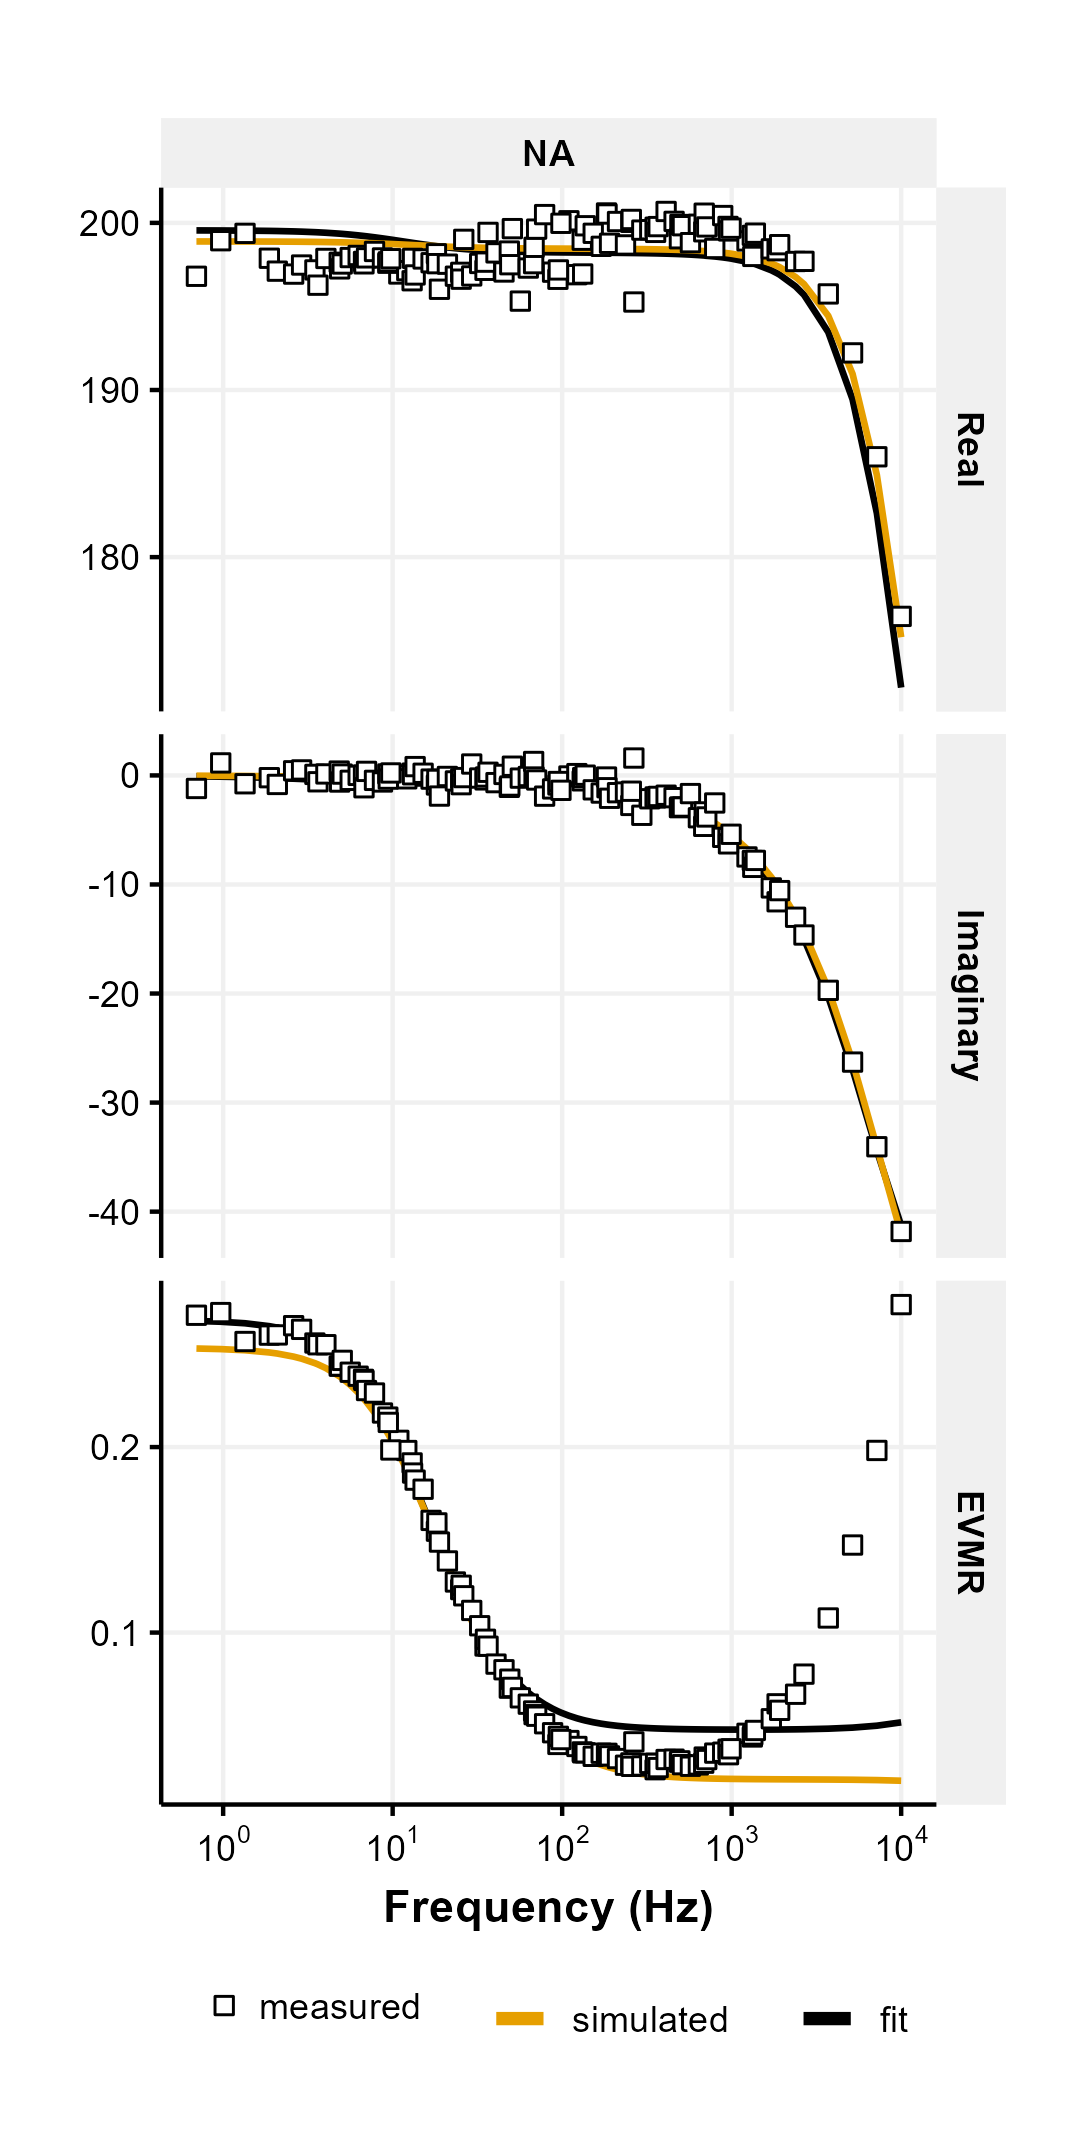 NA
200
190
180
Real
0
-10
-20
-30
-40
Imaginary
0.2
0.1
EVMR
10⁰ 10¹ 10² 10³ 10⁴
Frequency (Hz)
measured simulated fit